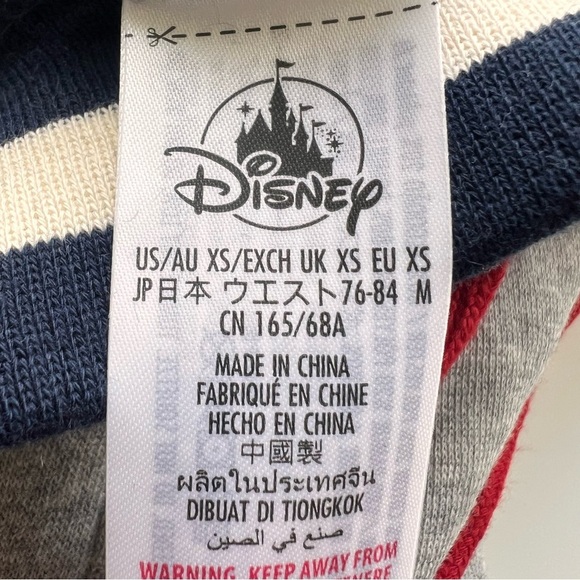 Disney
US/AU XS/EXCH UK XS EU XS
JP日本 ウエスト76-84 M
CN 165/68A
MADE IN CHINA
FABRIQUÉ EN CHINE
HECHO EN CHINA
中國製
ผลิตในประเทศจีน
DIBUAT DI TIONGKOK
صنع في الصين
WARNING. KEEP AWAY FROM